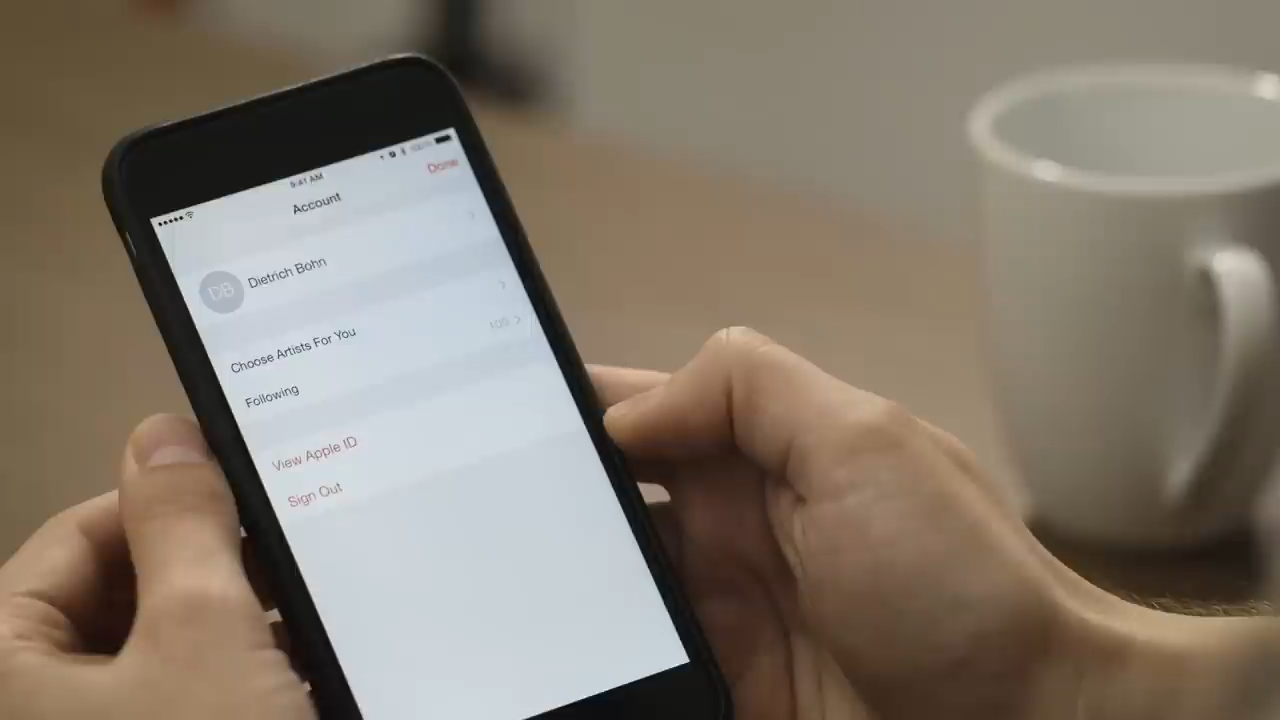 9:41 AM
Account
Done
DB
Dietrich Bohn
Choose Artists For You
Following
View Apple ID
Sign Out